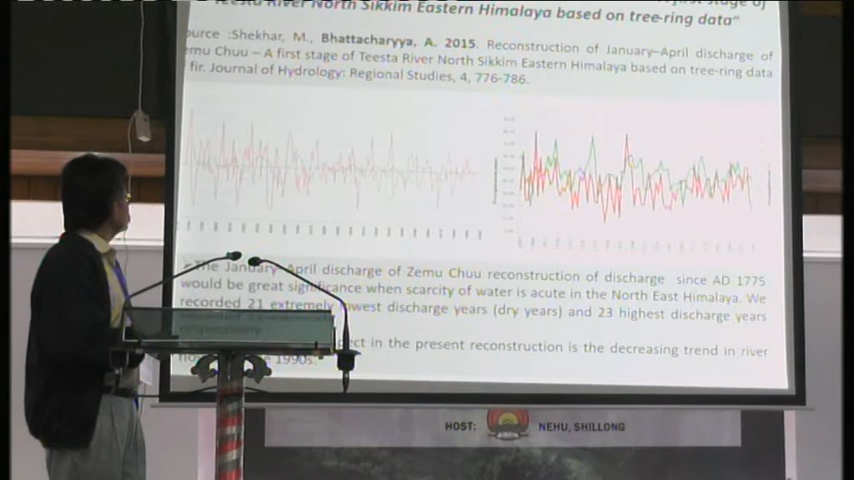 Teesta River North Sikkim Eastern Himalaya based on tree-ring data"
ource :Shekhar, M., Bhattacharyya, A. 2015. Reconstruction of January–April discharge of
emu Chuu – A first stage of Teesta River North Sikkim Eastern Himalaya based on tree-ring data
fir. Journal of Hydrology: Regional Studies, 4, 776-786.
The January–April discharge of Zemu Chuu reconstruction of discharge since AD 1775
would be great significance when scarcity of water is acute in the North East Himalaya. We
recorded 21 extremely lowest discharge years (dry years) and 23 highest discharge years
pect in the present reconstruction is the decreasing trend in river
1990s.
HOST: NEHU, SHILLONG